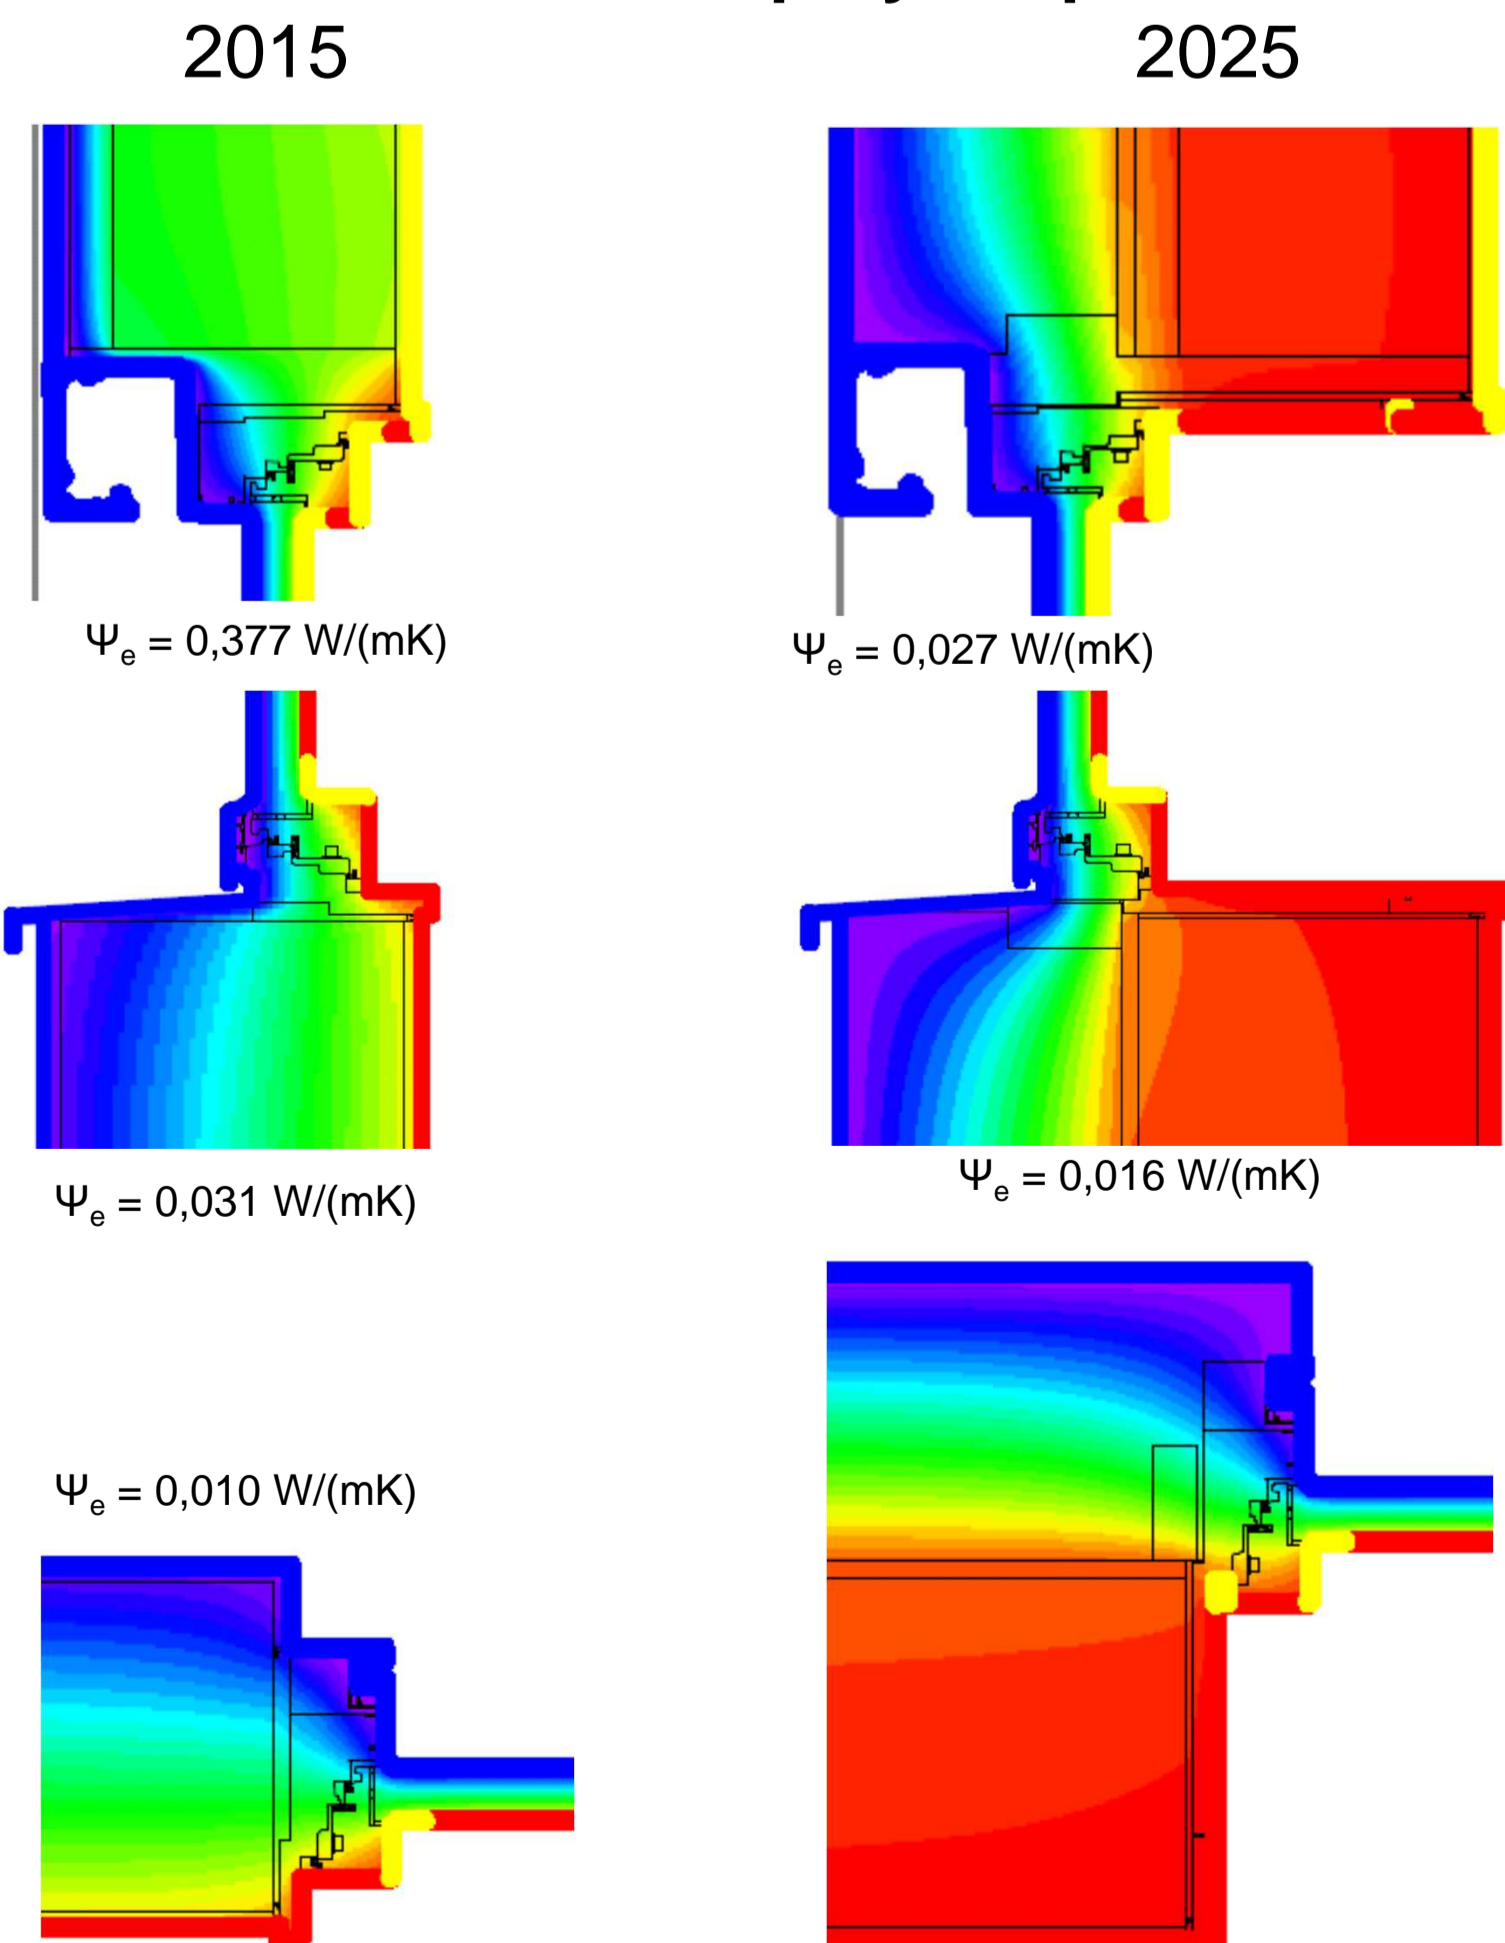 2015
2025
Ψe = 0,377 W/(mK)
Ψe = 0,027 W/(mK)
Ψe = 0,031 W/(mK)
Ψe = 0,016 W/(mK)
Ψe = 0,010 W/(mK)